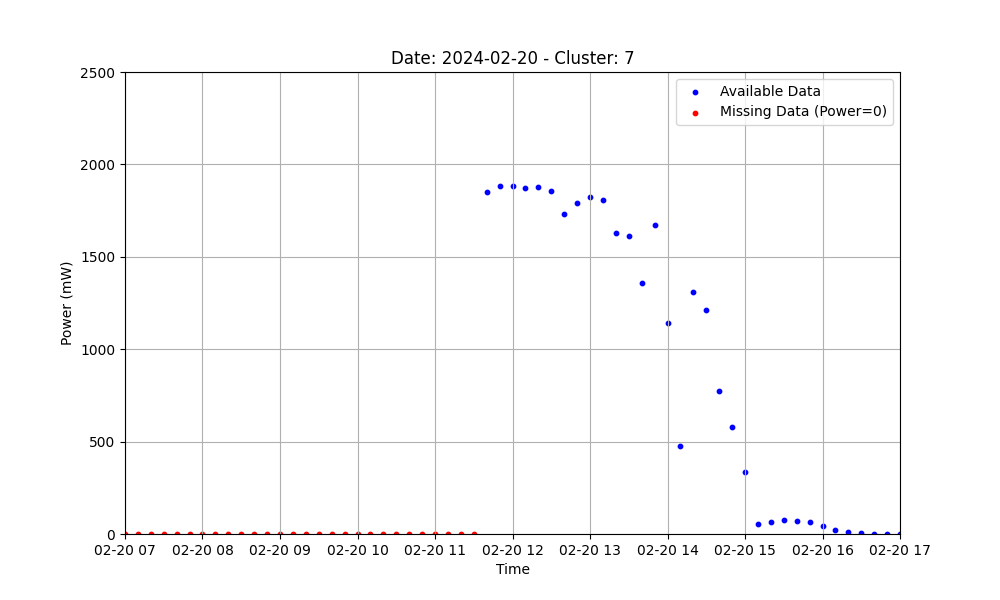 Date: 2024-02-20 - Cluster: 7
2500
2000
1500
1000
500
0
Power (mW)
Available Data
Missing Data (Power=0)
02-20 07 02-20 08 02-20 09 02-20 10 02-20 11 02-20 12 02-20 13 02-20 14 02-20 15 02-20 16 02-20 17
Time